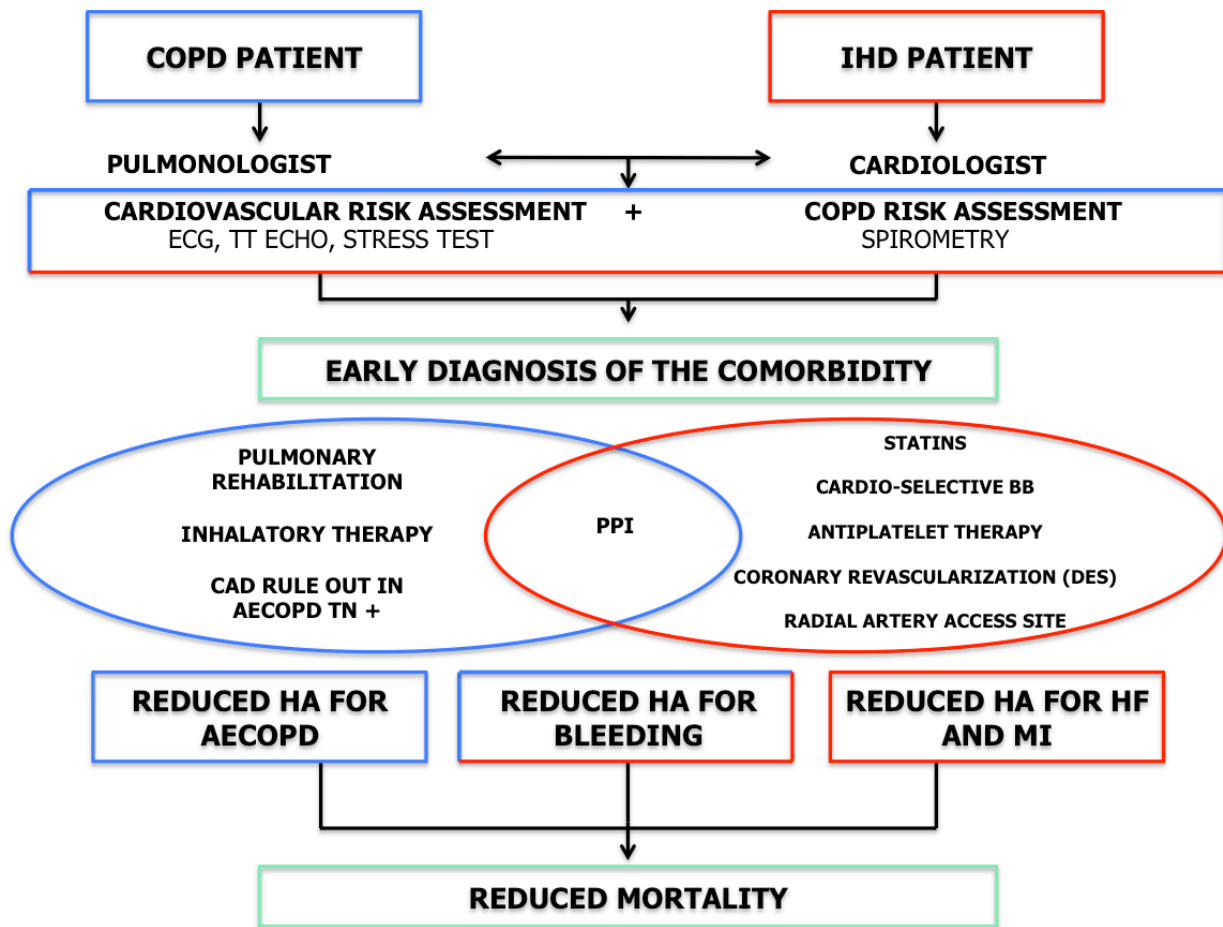 COPD PATIENT
IHD PATIENT
PULMONOLOGIST
CARDIOLOGIST
CARDIOVASCULAR RISK ASSESSMENT + COPD RISK ASSESSMENT
ECG, TT ECHO, STRESS TEST
SPIROMETRY
EARLY DIAGNOSIS OF THE COMORBIDITY
PULMONARY
REHABILITATION
INHALATORY THERAPY
CAD RULE OUT IN
AECOPD TN +
PPI
STATINS
CARDIO-SELECTIVE BB
ANTIPLATELET THERAPY
CORONARY REVASCULARIZATION (DES)
RADIAL ARTERY ACCESS SITE
REDUCED HA FOR
AECOPD
REDUCED HA FOR
BLEEDING
REDUCED HA FOR HF
AND MI
REDUCED MORTALITY